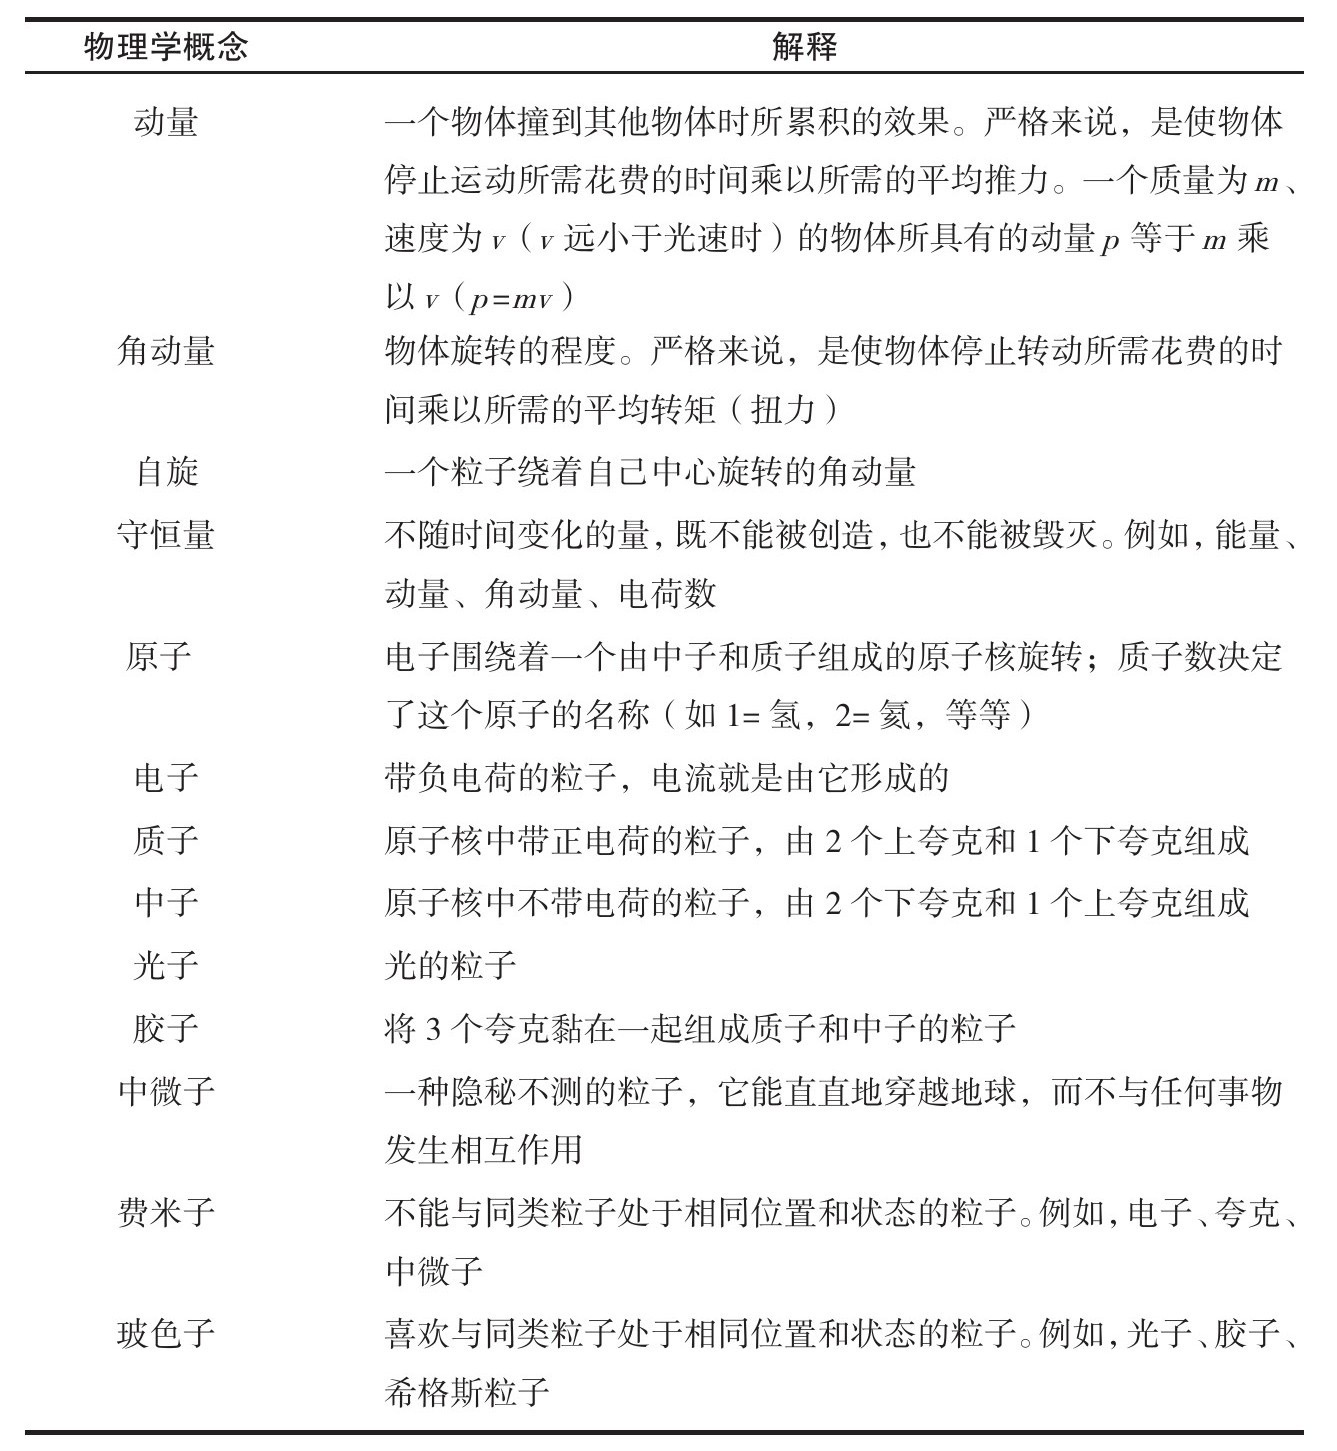 物理学概念 解释
动量 一个物体撞到其他物体时所累积的效果。严格来说，是使物体
停止运动所需花费的时间乘以所需的平均推力。一个质量为m、
速度为v（v 远小于光速时）的物体所具有的动量p 等于m 乘
以v（p=mv）
角动量 物体旋转的程度。严格来说，是使物体停止转动所需花费的时
间乘以所需的平均转矩（扭力）
自旋 一个粒子绕着自己中心旋转的角动量
守恒量 不随时间变化的量，既不能被创造，也不能被毁灭。例如，能量、
动量、角动量、电荷数
原子 电子围绕着一个由中子和质子组成的原子核旋转；质子数决定
了这个原子的名称（如1=氢，2=氦，等等）
电子 带负电荷的粒子，电流就是由它形成的
质子 原子核中带正电荷的粒子，由2个上夸克和1个下夸克组成
中子 原子核中不带电荷的粒子，由2个下夸克和1个上夸克组成
光子 光的粒子
胶子 将3个夸克黏在一起组成质子和中子的粒子
中微子 一种隐秘不测的粒子，它能直直地穿越地球，而不与任何事物
发生相互作用
费米子 不能与同类粒子处于相同位置和状态的粒子。例如，电子、夸克、
中微子
玻色子 喜欢与同类粒子处于相同位置和状态的粒子。例如，光子、胶子、
希格斯粒子